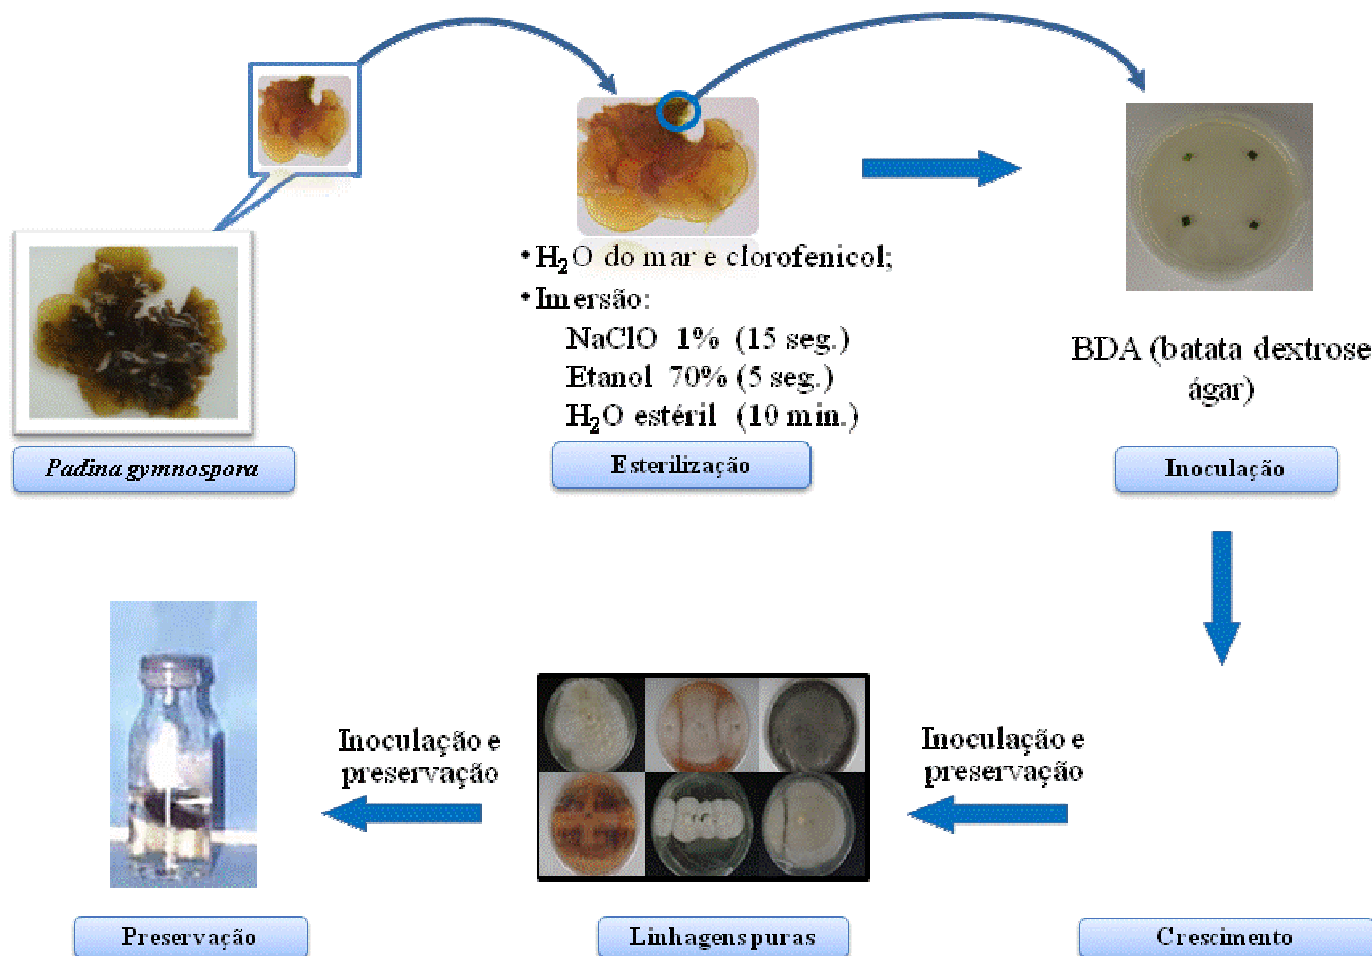 • H₂O do mar e clorofenicol;
• Imersão:
NaClO 1% (15 seg.)
Etanol 70% (5 seg.)
H₂O estéril (10 min.)
BDA (batata dextrose
ágar)
Padina gymnospora
Esterilização
Inoculação
Inoculação e
preservação
Inoculação e
preservação
Preservação
Linhagens puras
Crescimento